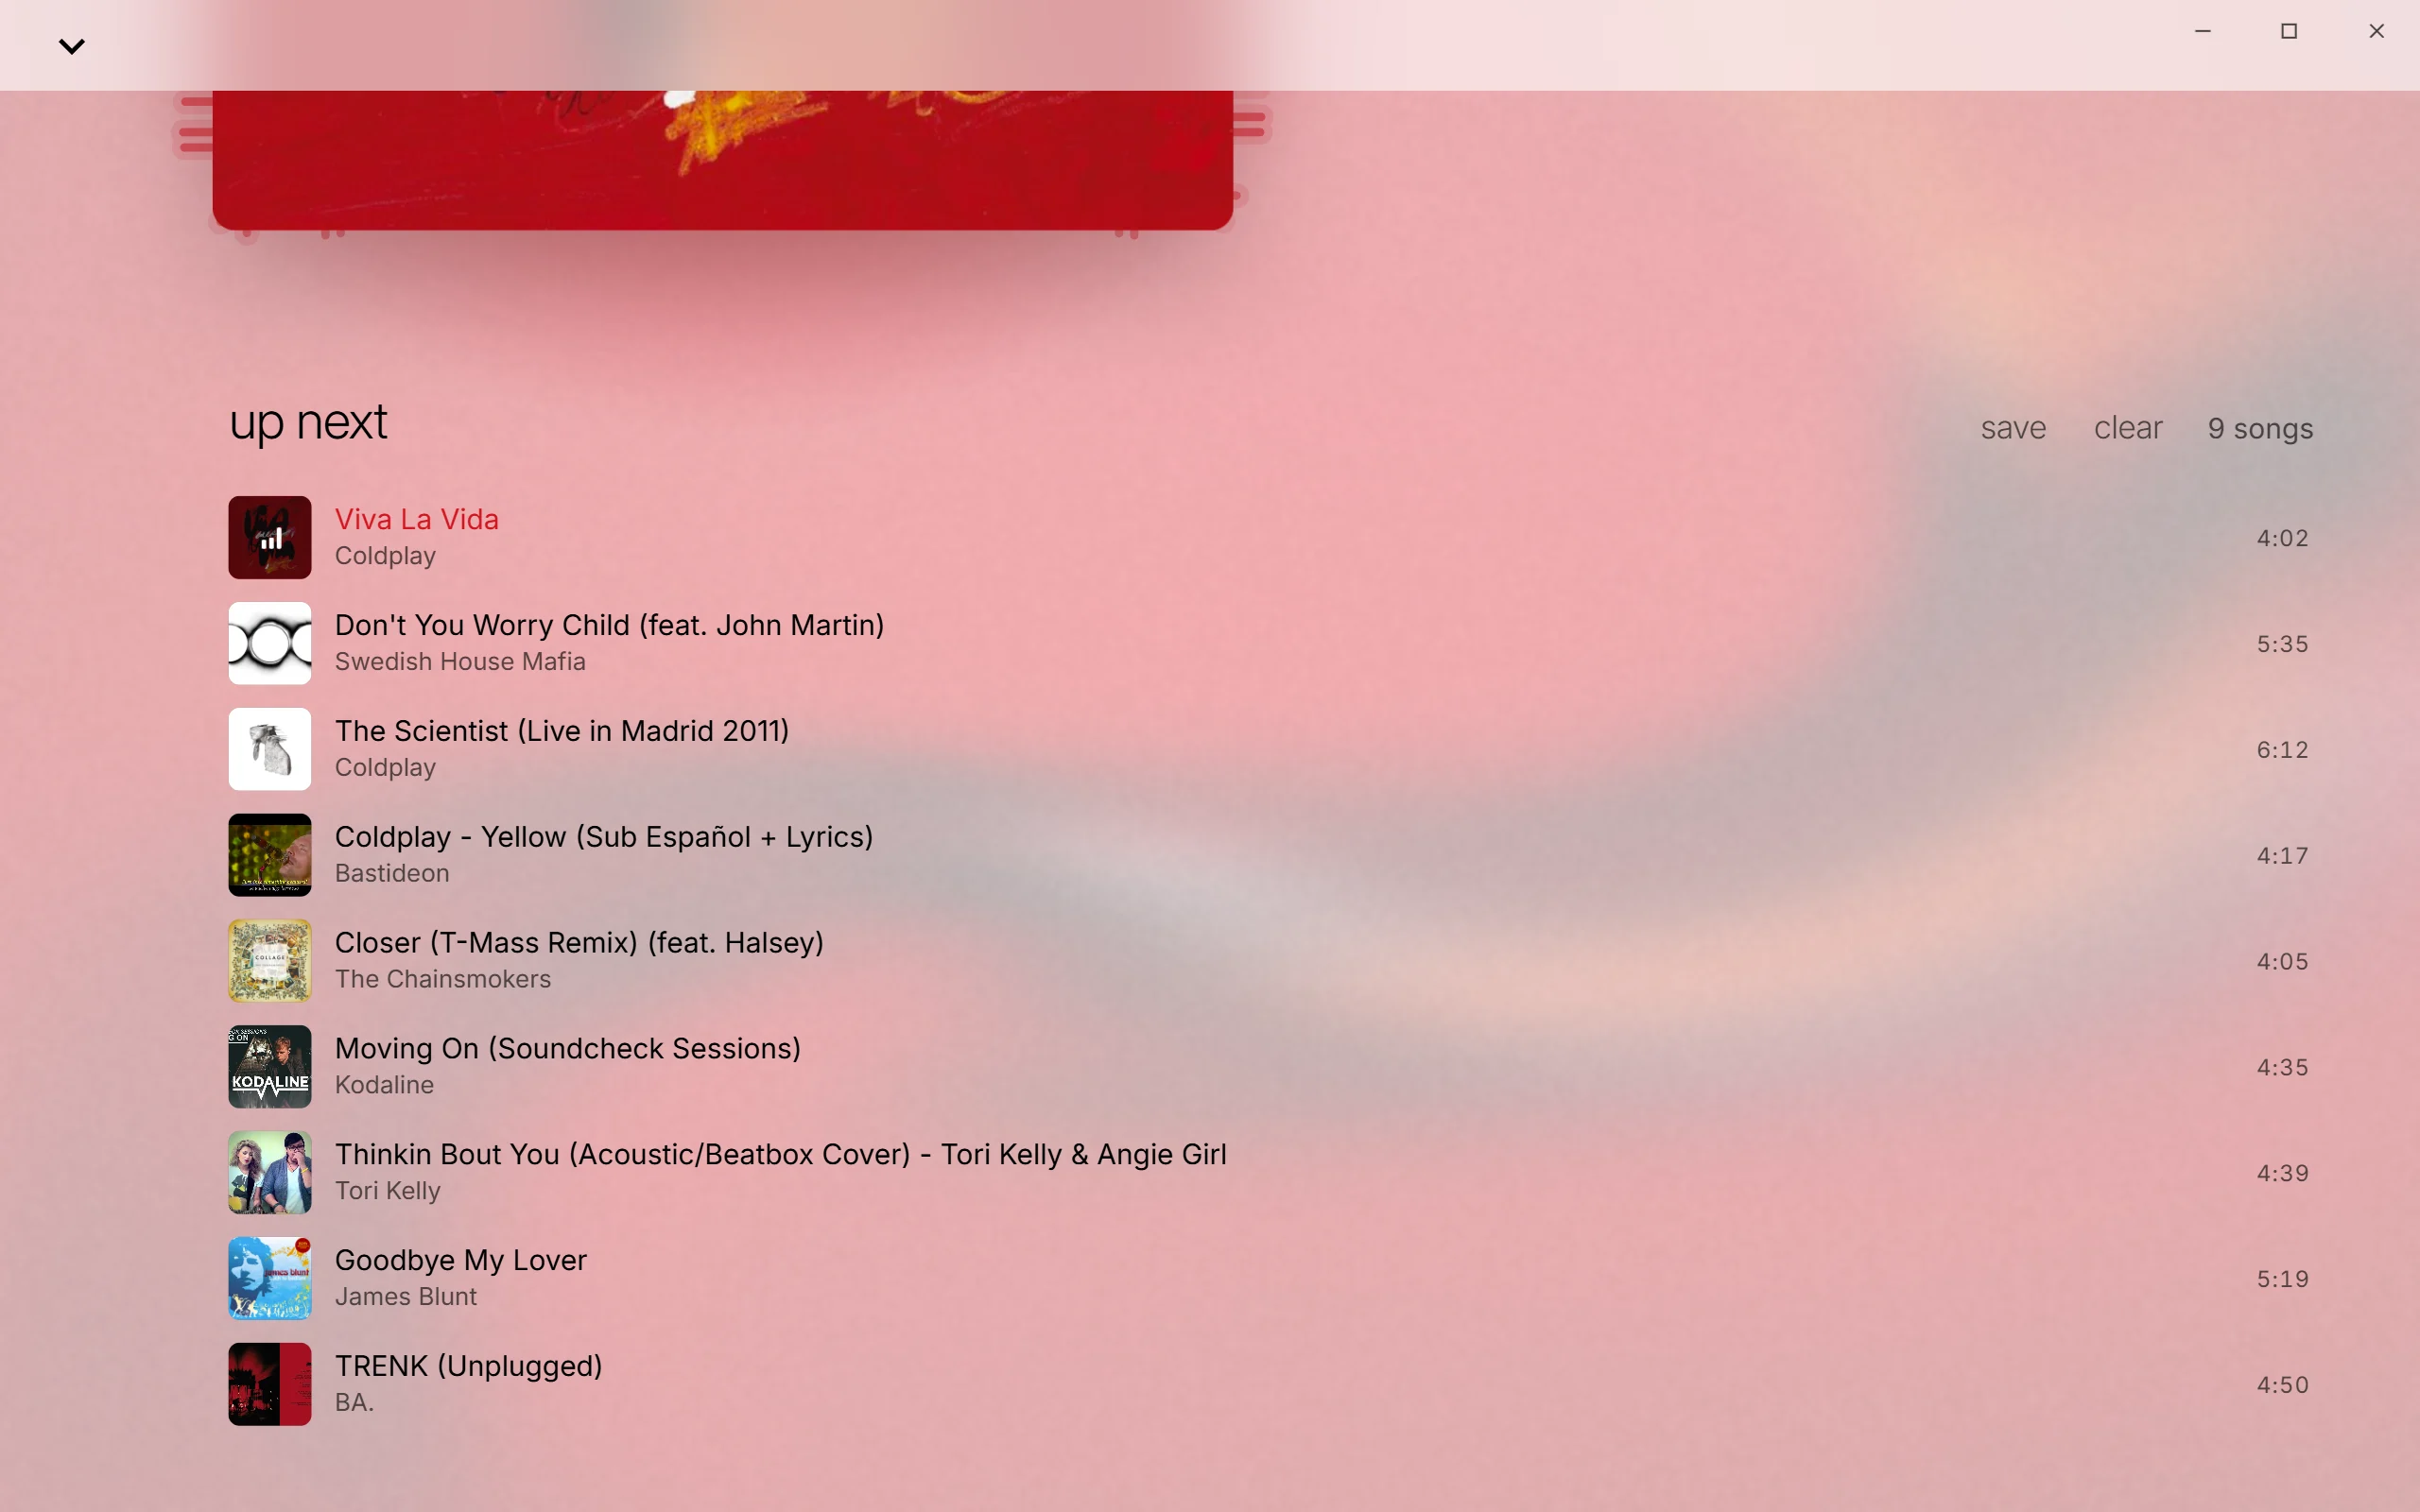 up next
save clear 9 songs
Viva La Vida
Coldplay
4:02
Don't You Worry Child (feat. John Martin)
Swedish House Mafia
5:35
The Scientist (Live in Madrid 2011)
Coldplay
6:12
Coldplay - Yellow (Sub Español + Lyrics)
Bastideon
4:17
COLLAGE
Closer (T-Mass Remix) (feat. Halsey)
The Chainsmokers
4:05
KODALINE
Moving On (Soundcheck Sessions)
Kodaline
4:35
Thinkin Bout You (Acoustic/Beatbox Cover) - Tori Kelly & Angie Girl
Tori Kelly
4:39
james blunt
Goodbye My Lover
James Blunt
5:19
TRENK (Unplugged)
BA.
4:50